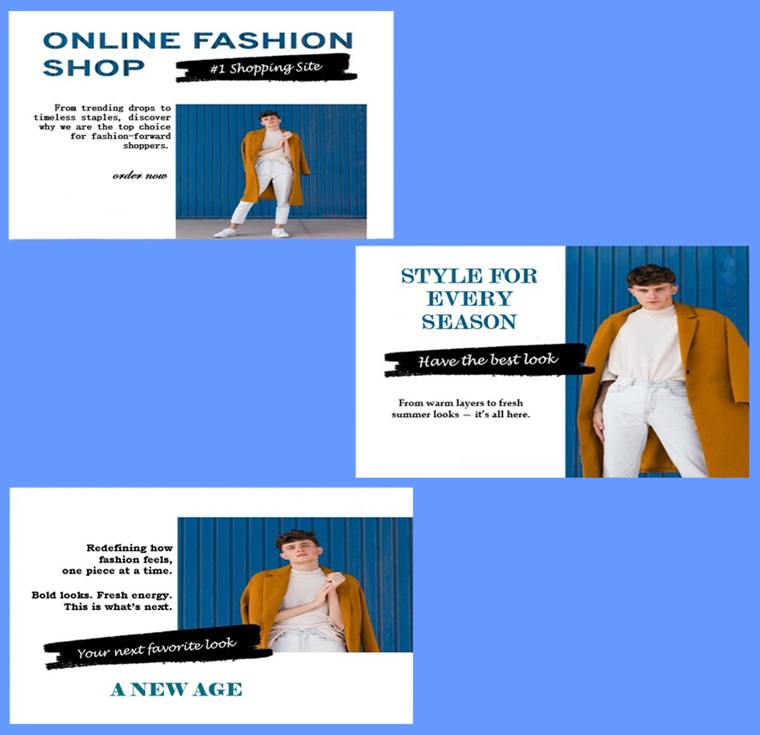 ONLINE FASHION
SHOP
#1 Shopping Site
From trending drops to
timeless staples, discover
why we are the top choice
for fashion-forward
shoppers.
order now
STYLE FOR
EVERY
SEASON
Have the best look
From warm layers to fresh
summer looks — it's all here.
Redefining how
fashion feels,
one piece at a time.
Bold looks. Fresh energy.
This is what's next.
Your next favorite look
A NEW AGE